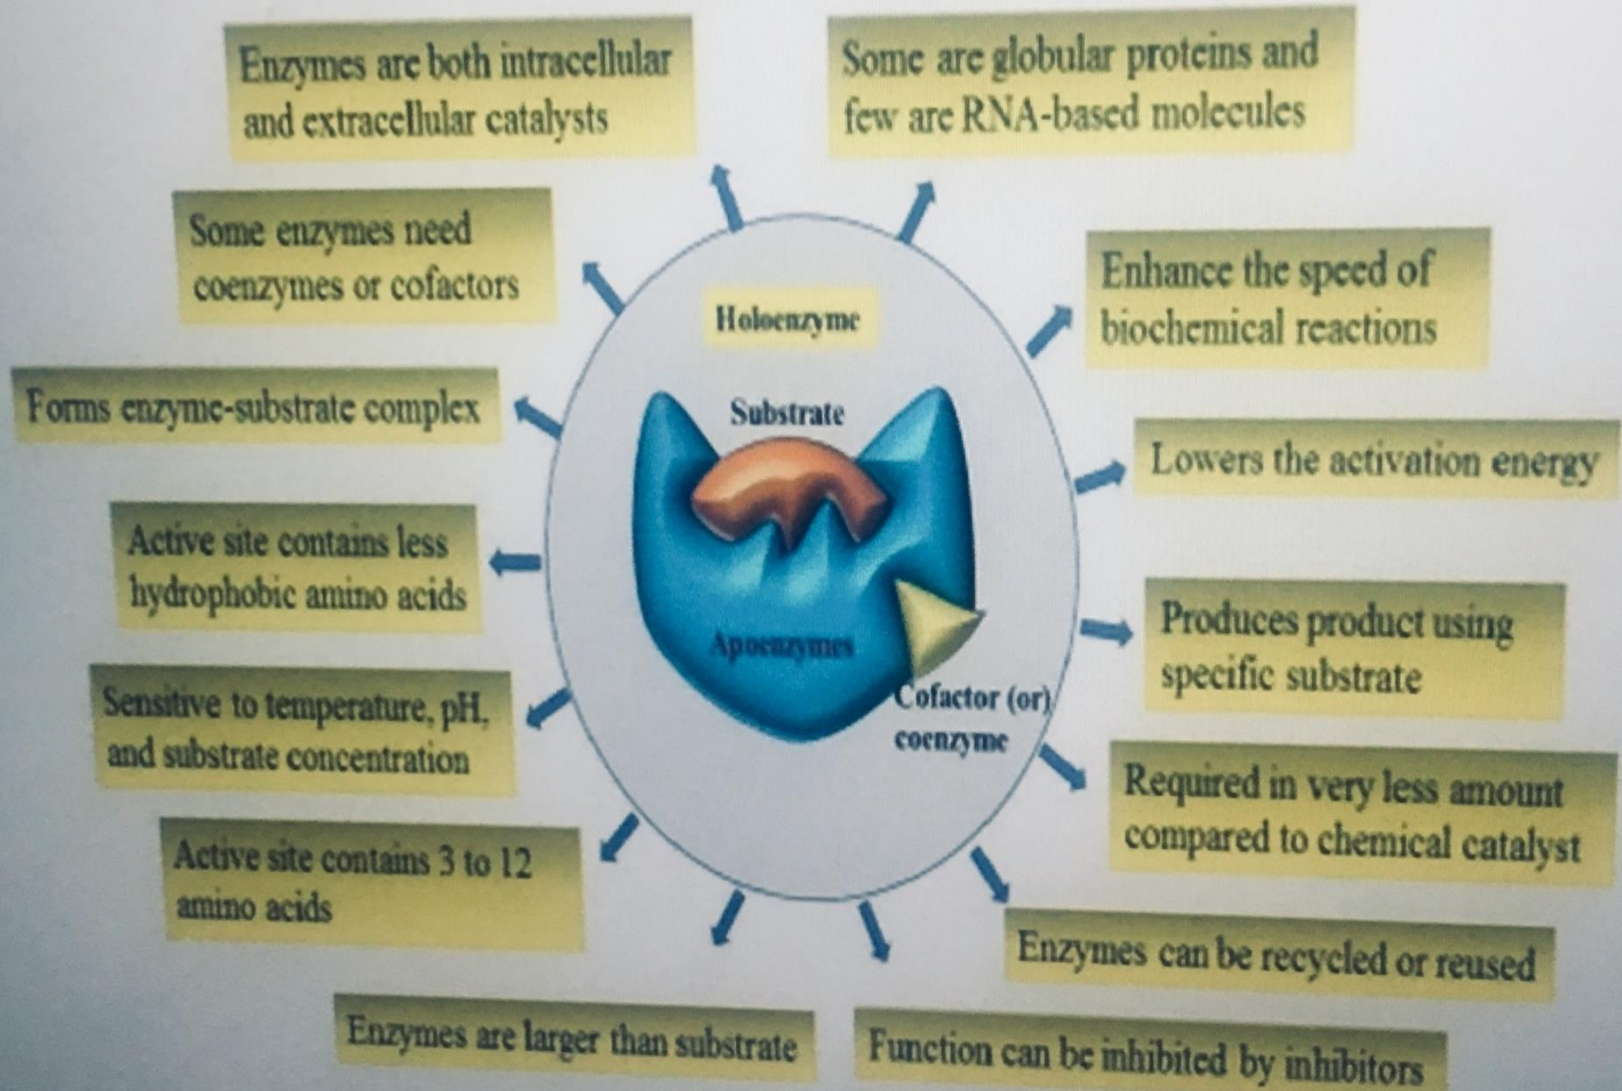 Enzymes are both intracellular
and extracellular catalysts
Some are globular proteins and
few are RNA-based molecules
Some enzymes need
coenzymes or cofactors
Enhance the speed of
biochemical reactions
Holoenzyme
Forms enzyme-substrate complex
Substrate
Lowers the activation energy
Active site contains less
hydrophobic amino acids
Apoenzymes
Produces product using
specific substrate
Sensitive to temperature, pH,
and substrate concentration
Cofactor (or)
coenzyme
Required in very less amount
compared to chemical catalyst
Active site contains 3 to 12
amino acids
Enzymes can be recycled or reused
Enzymes are larger than substrate
Function can be inhibited by inhibitors